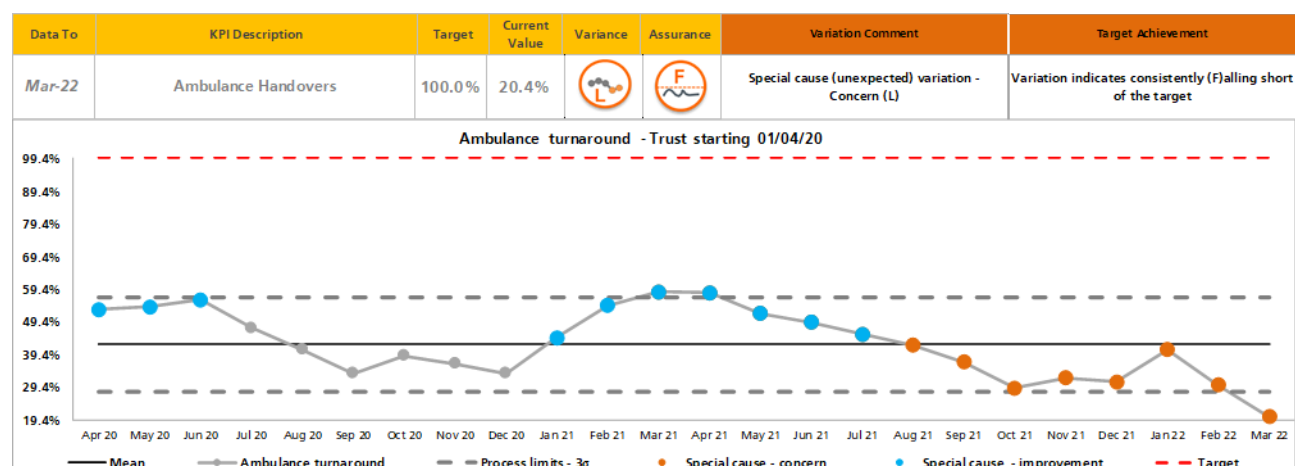 Data To KPI Description Target Current Value Variance Assurance Variation Comment Target Achievement
Mar-22 Ambulance Handovers 100.0% 20.4% L F Special cause (unexpected) variation - Concern (L) Variation indicates consistently (F)alling short of the target
Ambulance turnaround - Trust starting 01/04/20
99.4%
89.4%
79.4%
69.4%
59.4%
49.4%
39.4%
29.4%
19.4%
Apr 20 May 20 Jun 20 Jul 20 Aug 20 Sep 20 Oct 20 Nov 20 Dec 20 Jan 21 Feb 21 Mar 21 Apr 21 May 21 Jun 21 Jul 21 Aug 21 Sep 21 Oct 21 Nov 21 Dec 21 Jan 22 Feb 22 Mar 22
Mean Ambulance turnaround Process limits - 3σ Special cause - concern Special cause - improvement Target